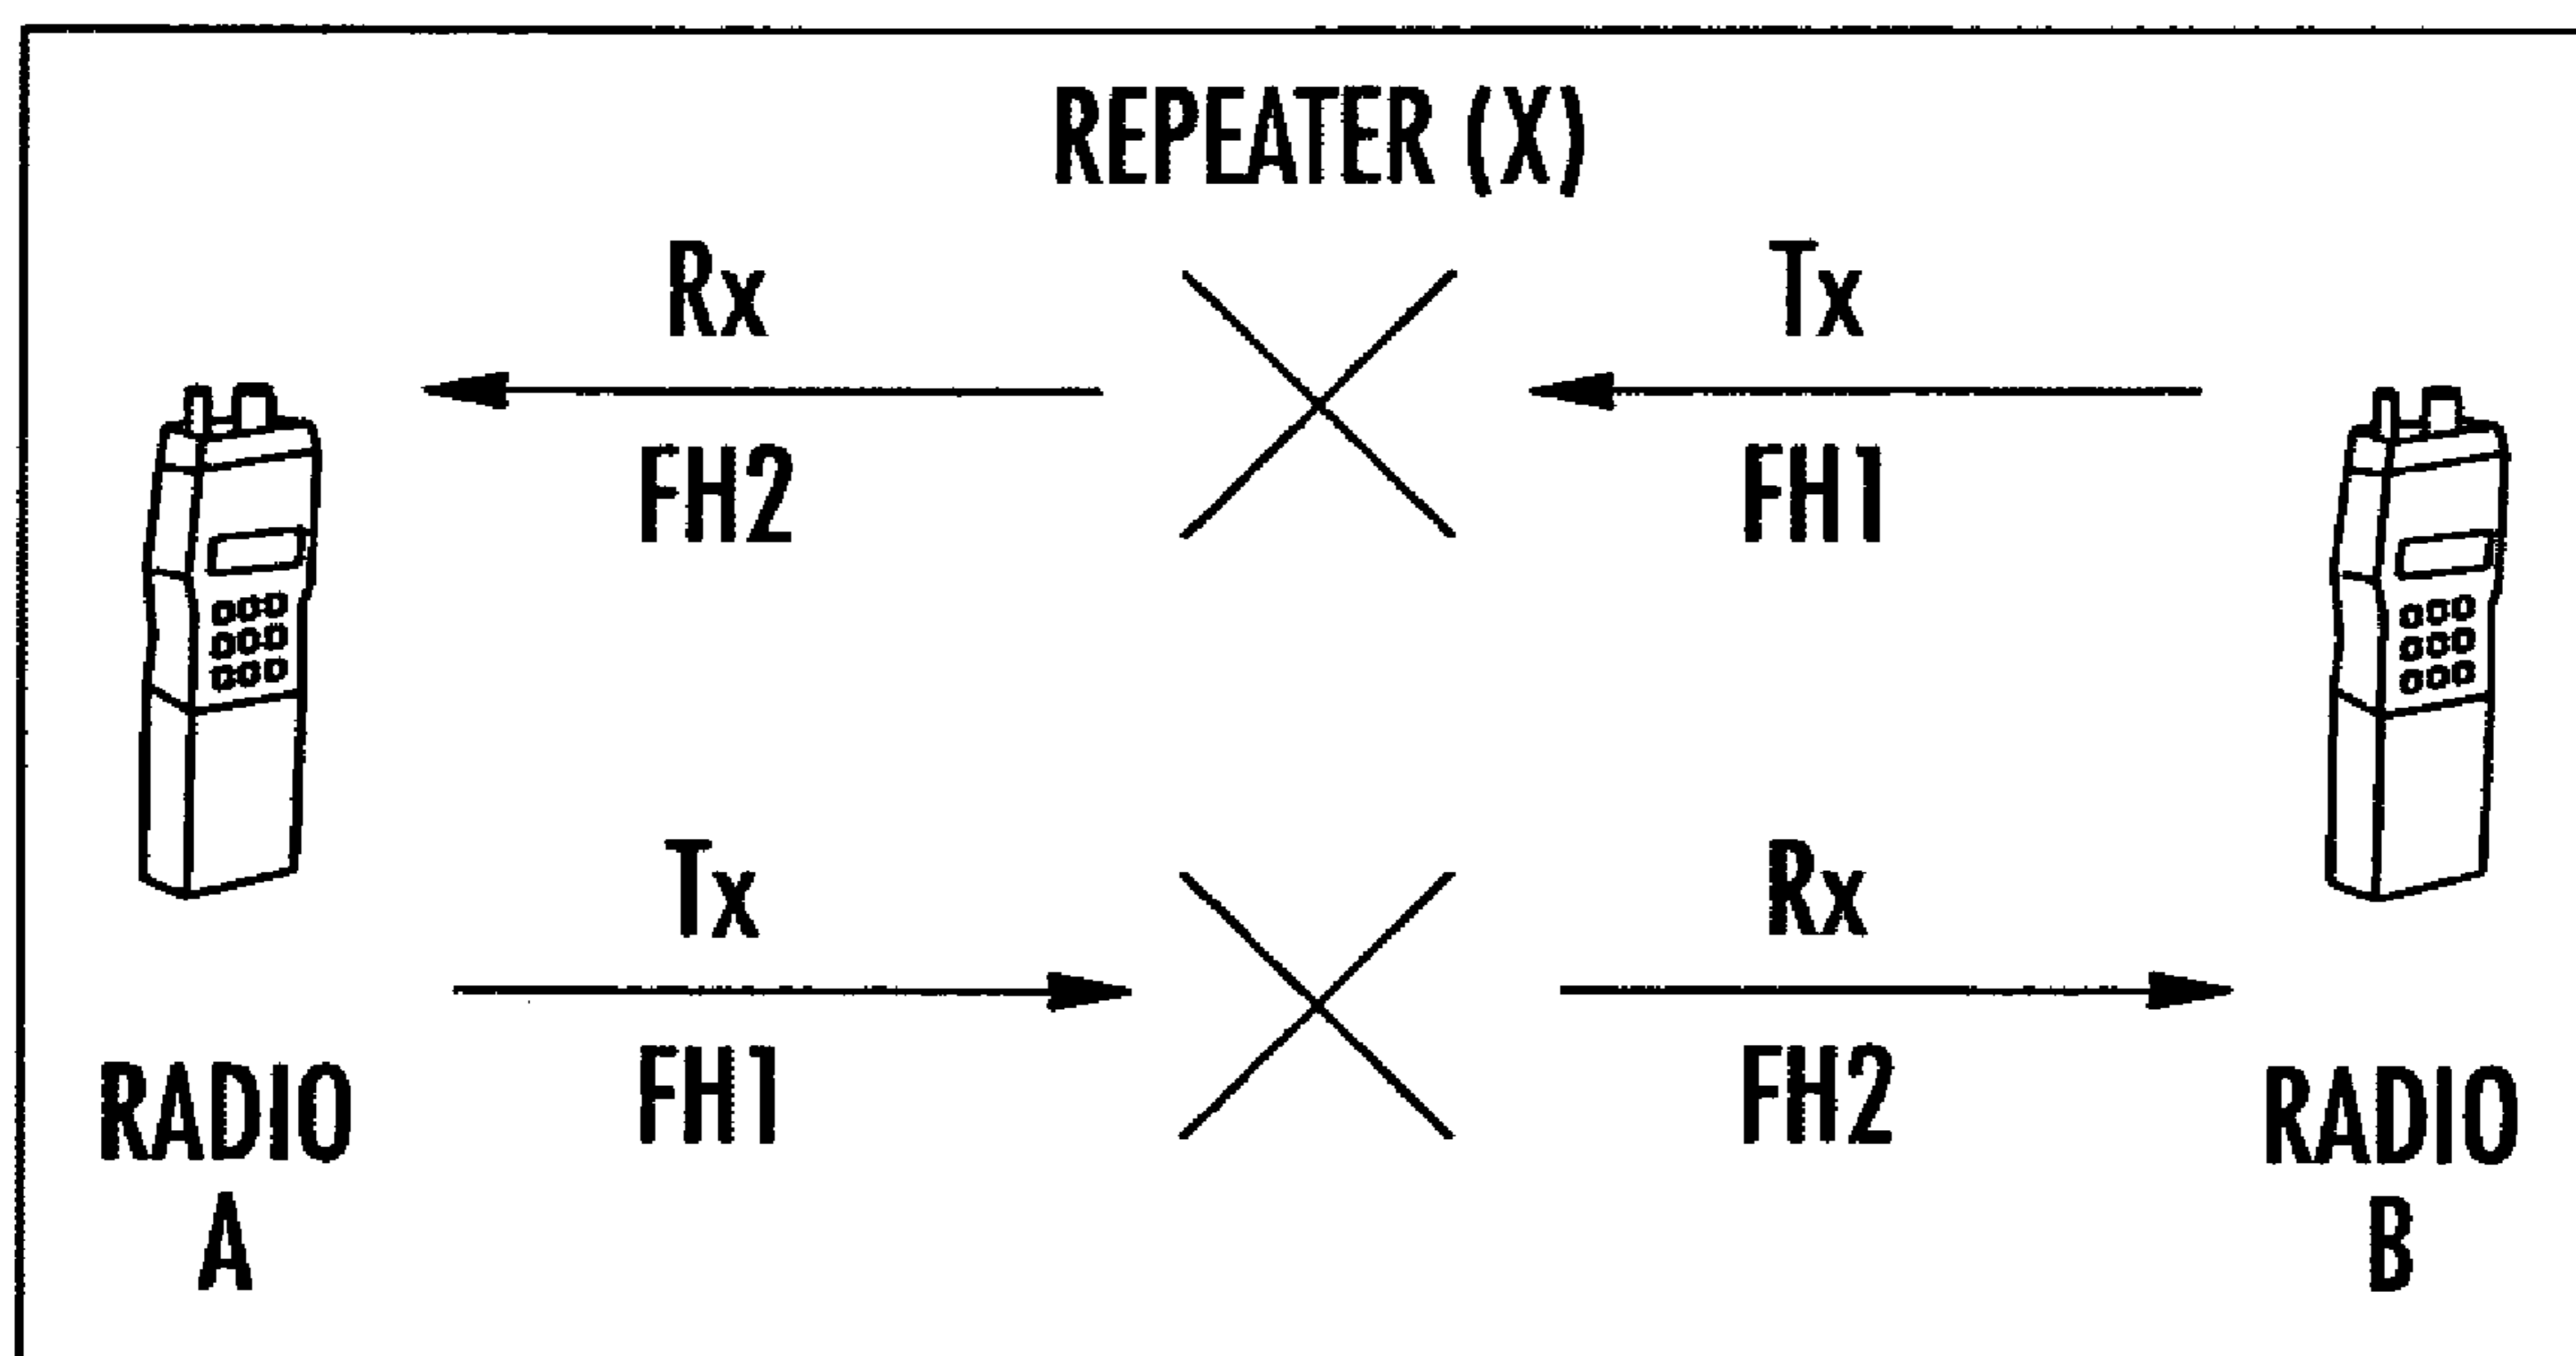 REPEATER (X)
Rx
Tx
FH2
FH1
Tx
Rx
FH1
FH2
RADIO
A
RADIO
B